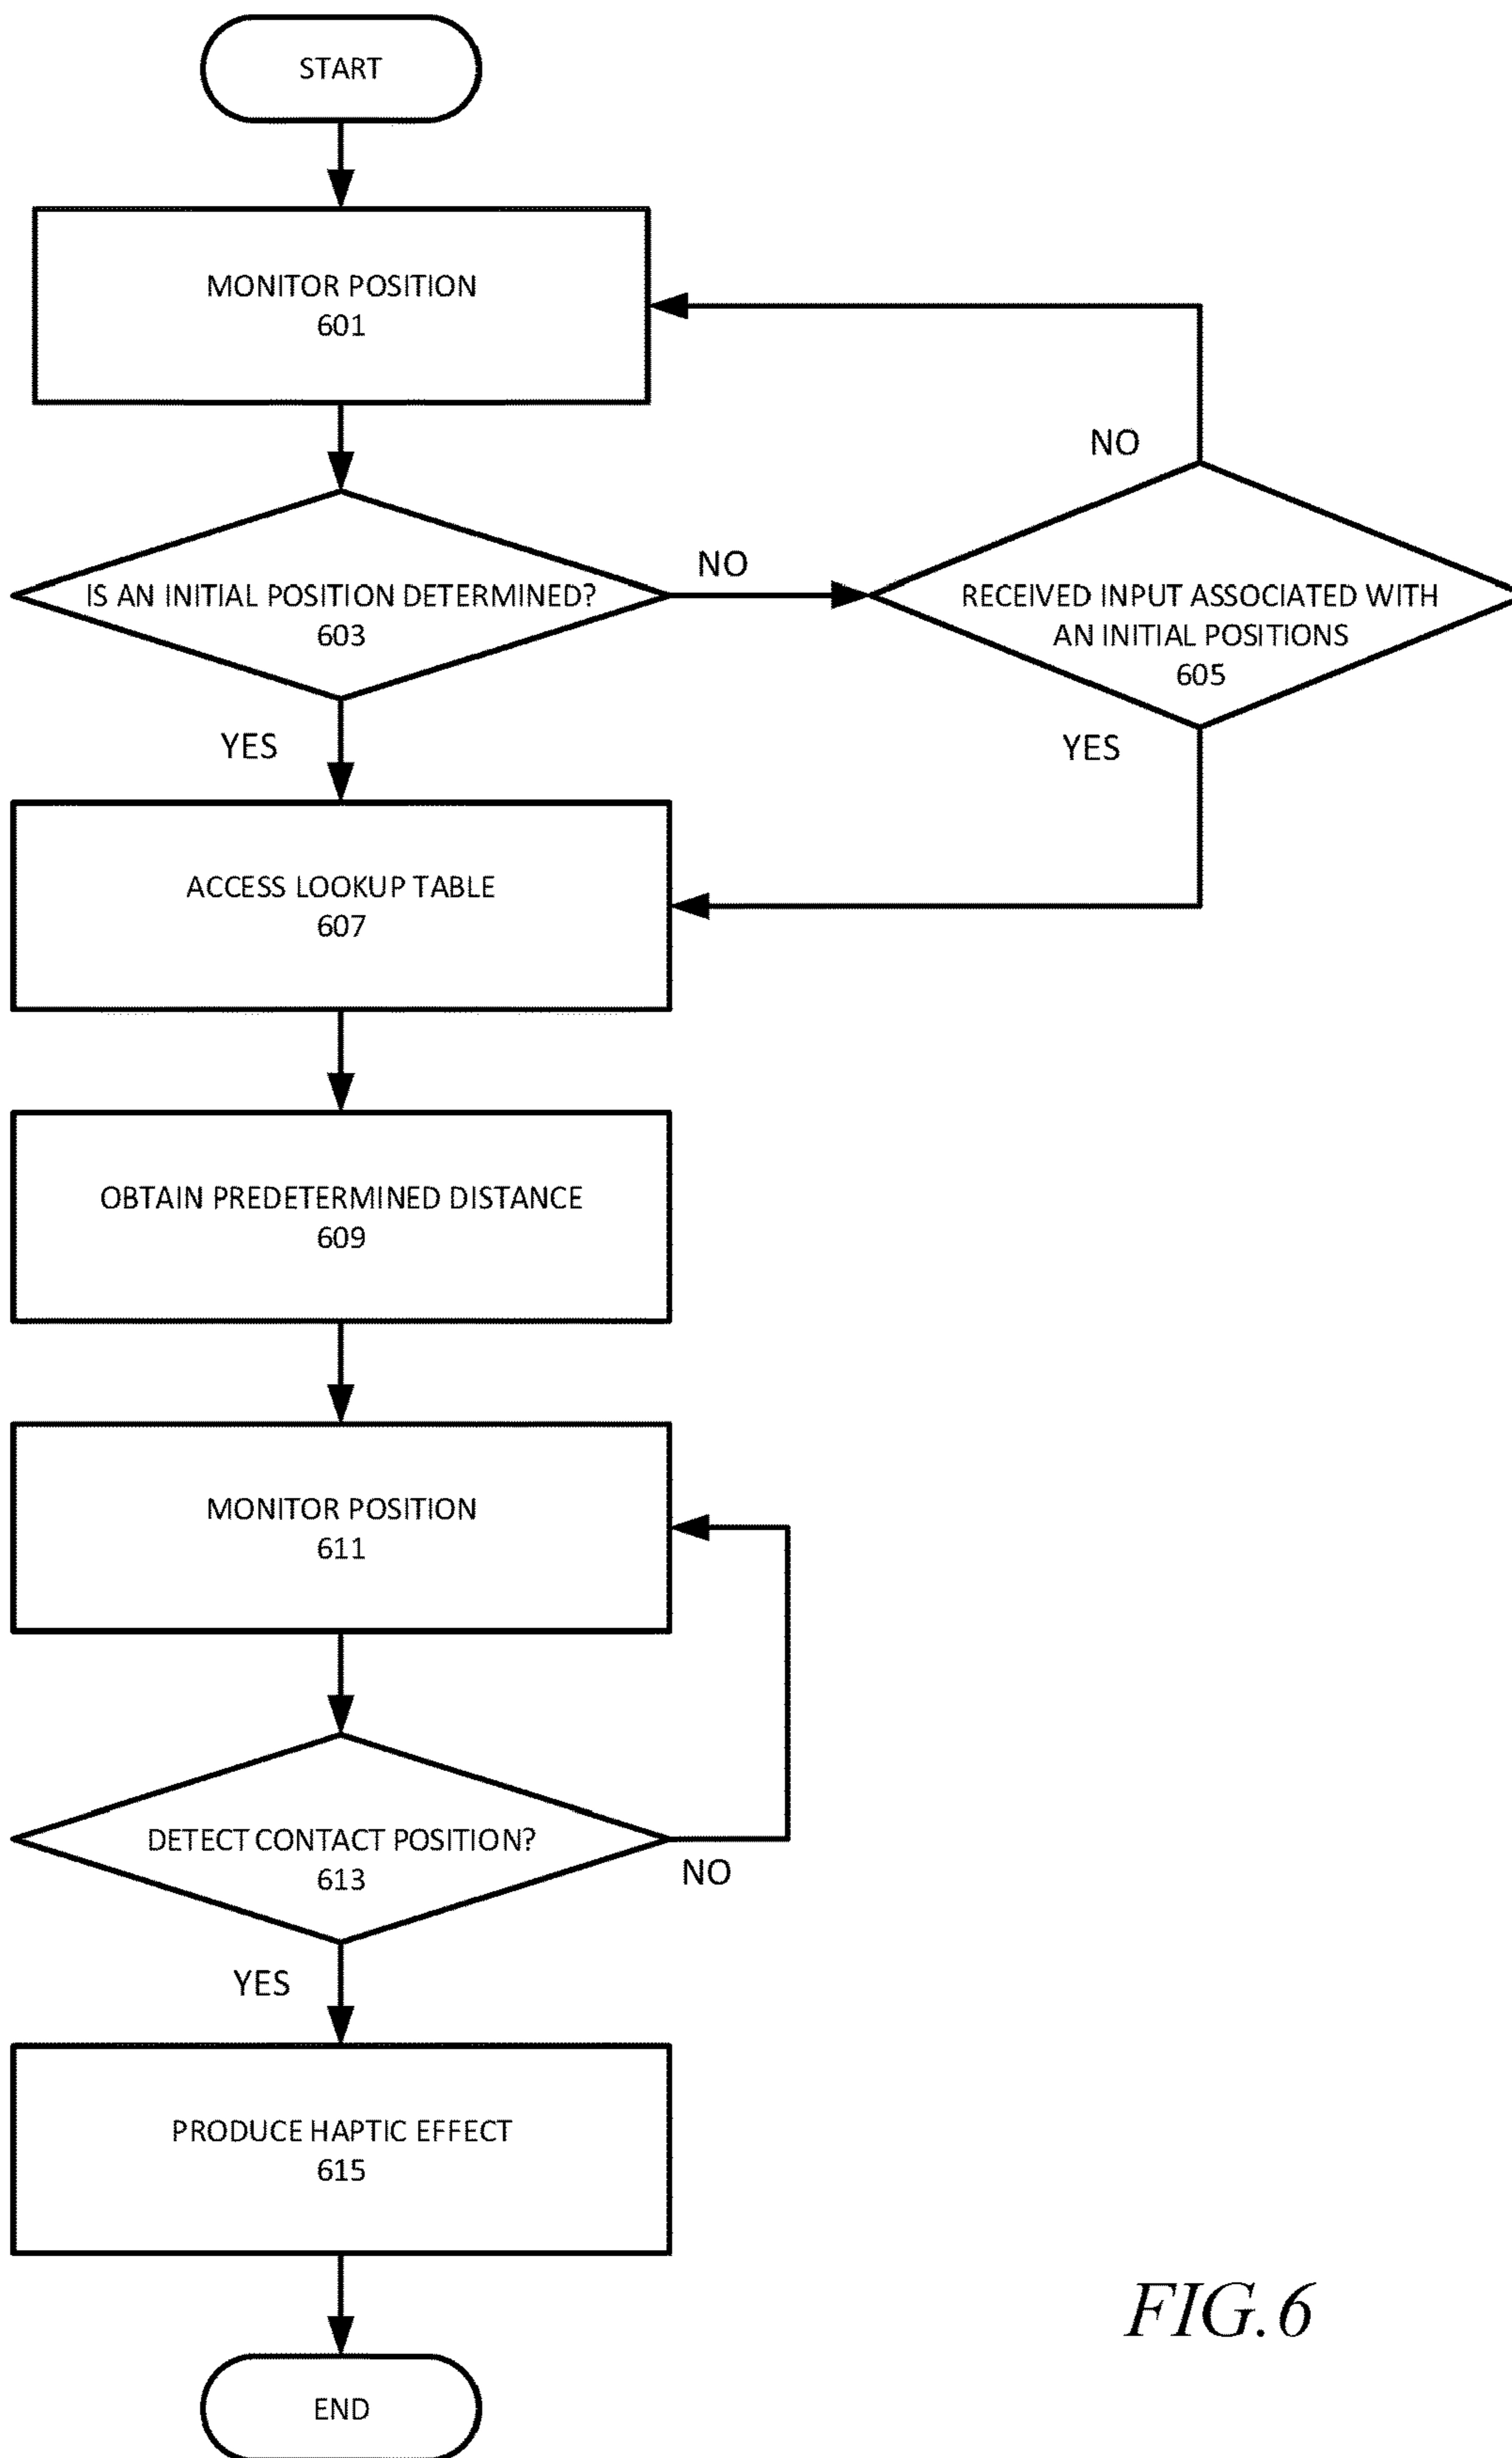 START
MONITOR POSITION
601
NO
IS AN INITIAL POSITION DETERMINED?
603
NO
RECEIVED INPUT ASSOCIATED WITH
AN INITIAL POSITIONS
605
YES
YES
ACCESS LOOKUP TABLE
607
OBTAIN PREDETERMINED DISTANCE
609
MONITOR POSITION
611
DETECT CONTACT POSITION?
613
NO
YES
PRODUCE HAPTIC EFFECT
615
END
FIG.6